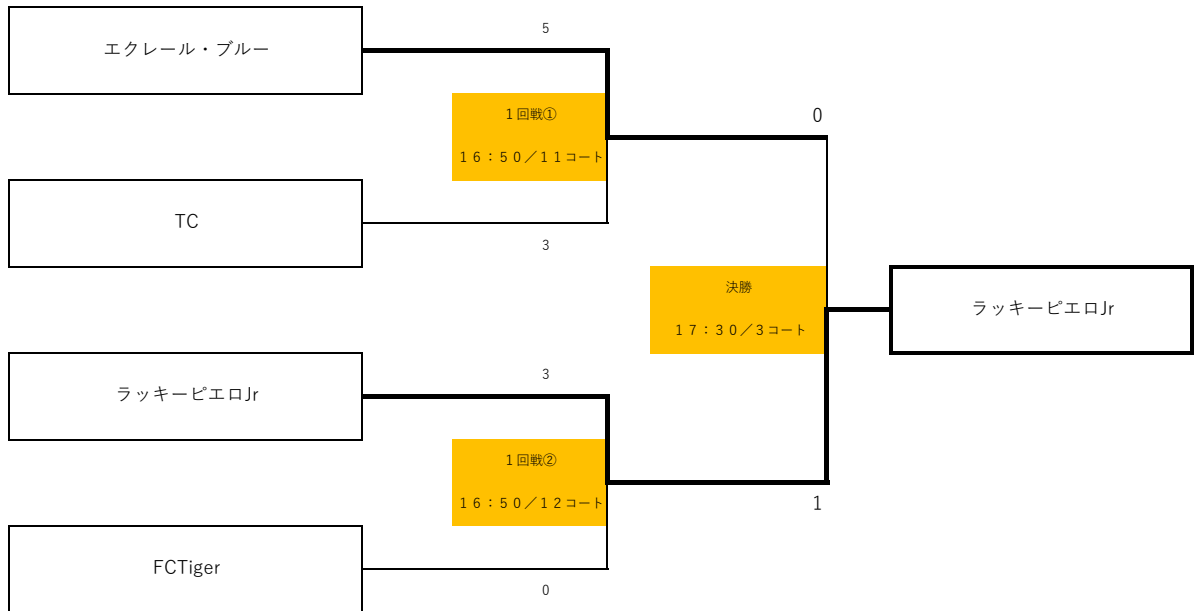 5
エクレール・ブルー
１回戦①
0
１６：５０／１１コート
TC
3
決勝
ラッキーピエロJr
１７：３０／３コート
3
ラッキーピエロJr
１回戦②
１６：５０／１２コート
1
FCTiger
0